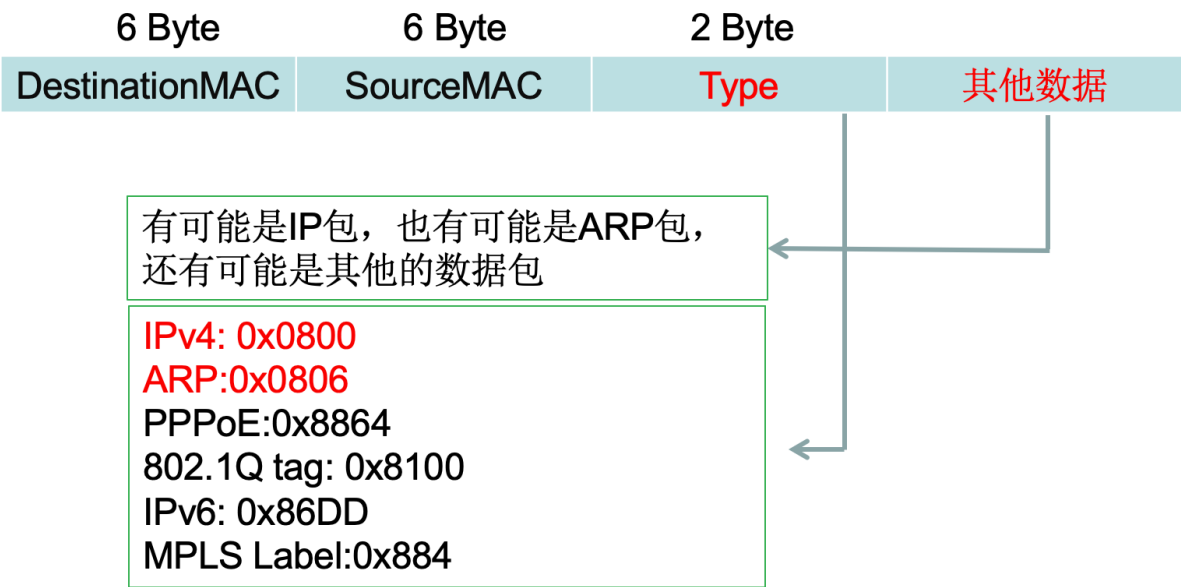 6 Byte 6 Byte 2 Byte
DestinationMAC SourceMAC Type 其他数据
有可能是IP包，也有可能是ARP包，
还有可能是其他的数据包
IPv4: 0x0800
ARP:0x0806
PPPoE:0x8864
802.1Q tag: 0x8100
IPv6: 0x86DD
MPLS Label:0x884